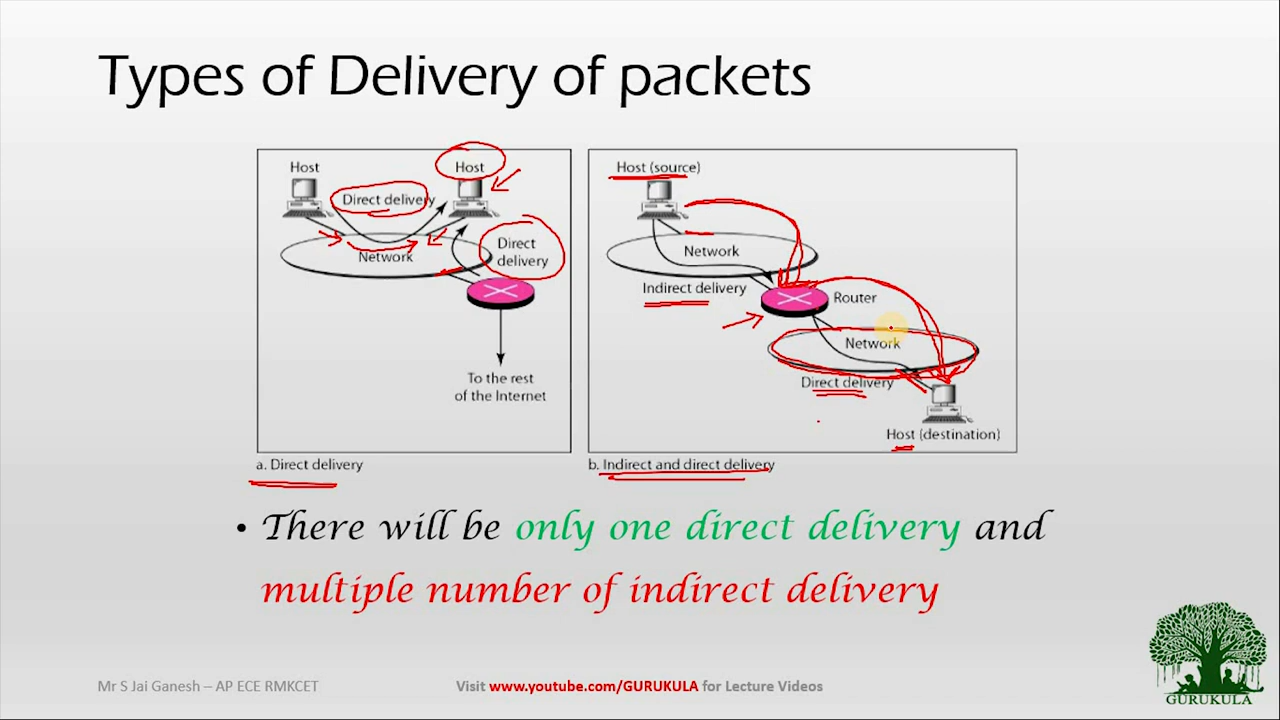 Types of Delivery of packets
Host
Host
Direct delivery
Network
Direct
delivery
To the rest
of the Internet
a. Direct delivery
Host (source)
Network
Indirect delivery
Router
Network
Direct delivery
Host (destination)
b. Indirect and direct delivery
• There will be only one direct delivery and
multiple number of indirect delivery
Mr S Jai Ganesh – AP ECE RMKCET
Visit www.youtube.com/GURUKULA for Lecture Videos
GURUKULA